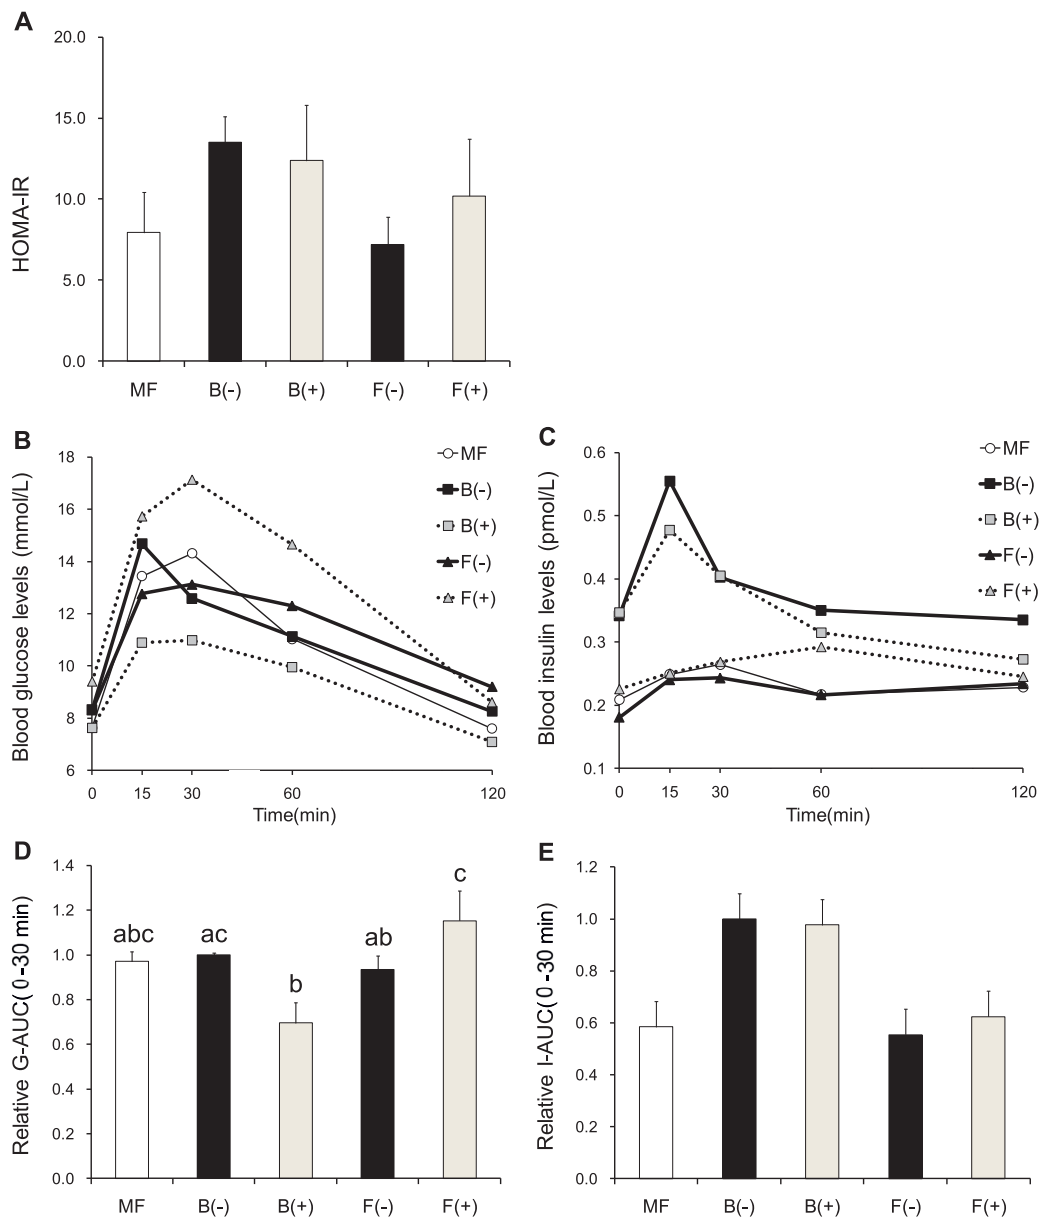 A
20.0
15.0
10.0
5.0
0.0
HOMA-IR
MF B(-) B(+) F(-) F(+)
B
18
16
14
12
10
8
6
Blood glucose levels (mmol/L)
MF
B(-)
B(+)
F(-)
F(+)
0 15 30 60 120
Time(min)
C
0.6
0.5
0.4
0.3
0.2
0.1
Blood insulin levels (pmol/L)
MF
B(-)
B(+)
F(-)
F(+)
0 15 30 60 120
Time(min)
D
1.4
1.2
1.0
0.8
0.6
0.4
0.2
0.0
Relative G-AUC(0-30 min)
abc ac b ab c
MF B(-) B(+) F(-) F(+)
E
1.2
1.0
0.8
0.6
0.4
0.2
0.0
Relative I-AUC(0-30 min)
MF B(-) B(+) F(-) F(+)